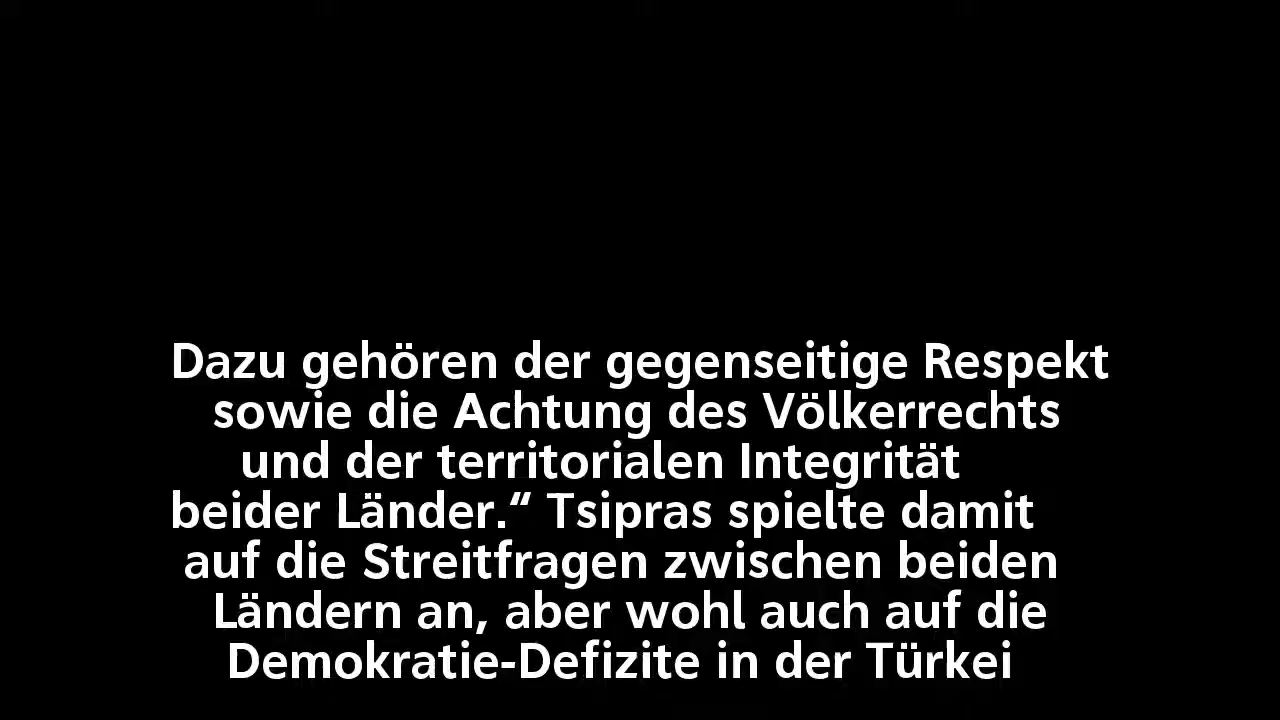 Dazu gehören der gegenseitige Respekt
sowie die Achtung des Völkerrechts
und der territorialen Integrität
beider Länder.“ Tsipras spielte damit
auf die Streitfragen zwischen beiden
Ländern an, aber wohl auch auf die
Demokratie-Defizite in der Türkei